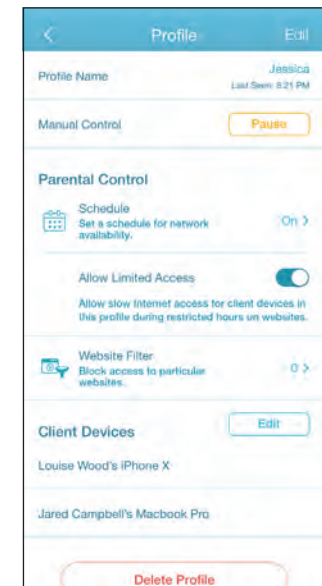 Profile
Edit
Profile Name
Jessica
Last Seen: 8:21 PM
Manual Control
Pause
Parental Control
Schedule
Set a schedule for network
availability.
On
Allow Limited Access
Allow slow Internet access for client devices in
this profile during restricted hours on websites.
Website Filter
Block access to particular
websites.
0
Client Devices
Edit
Louise Wood's iPhone X
Jared Campbell's Macbook Pro
Delete Profile